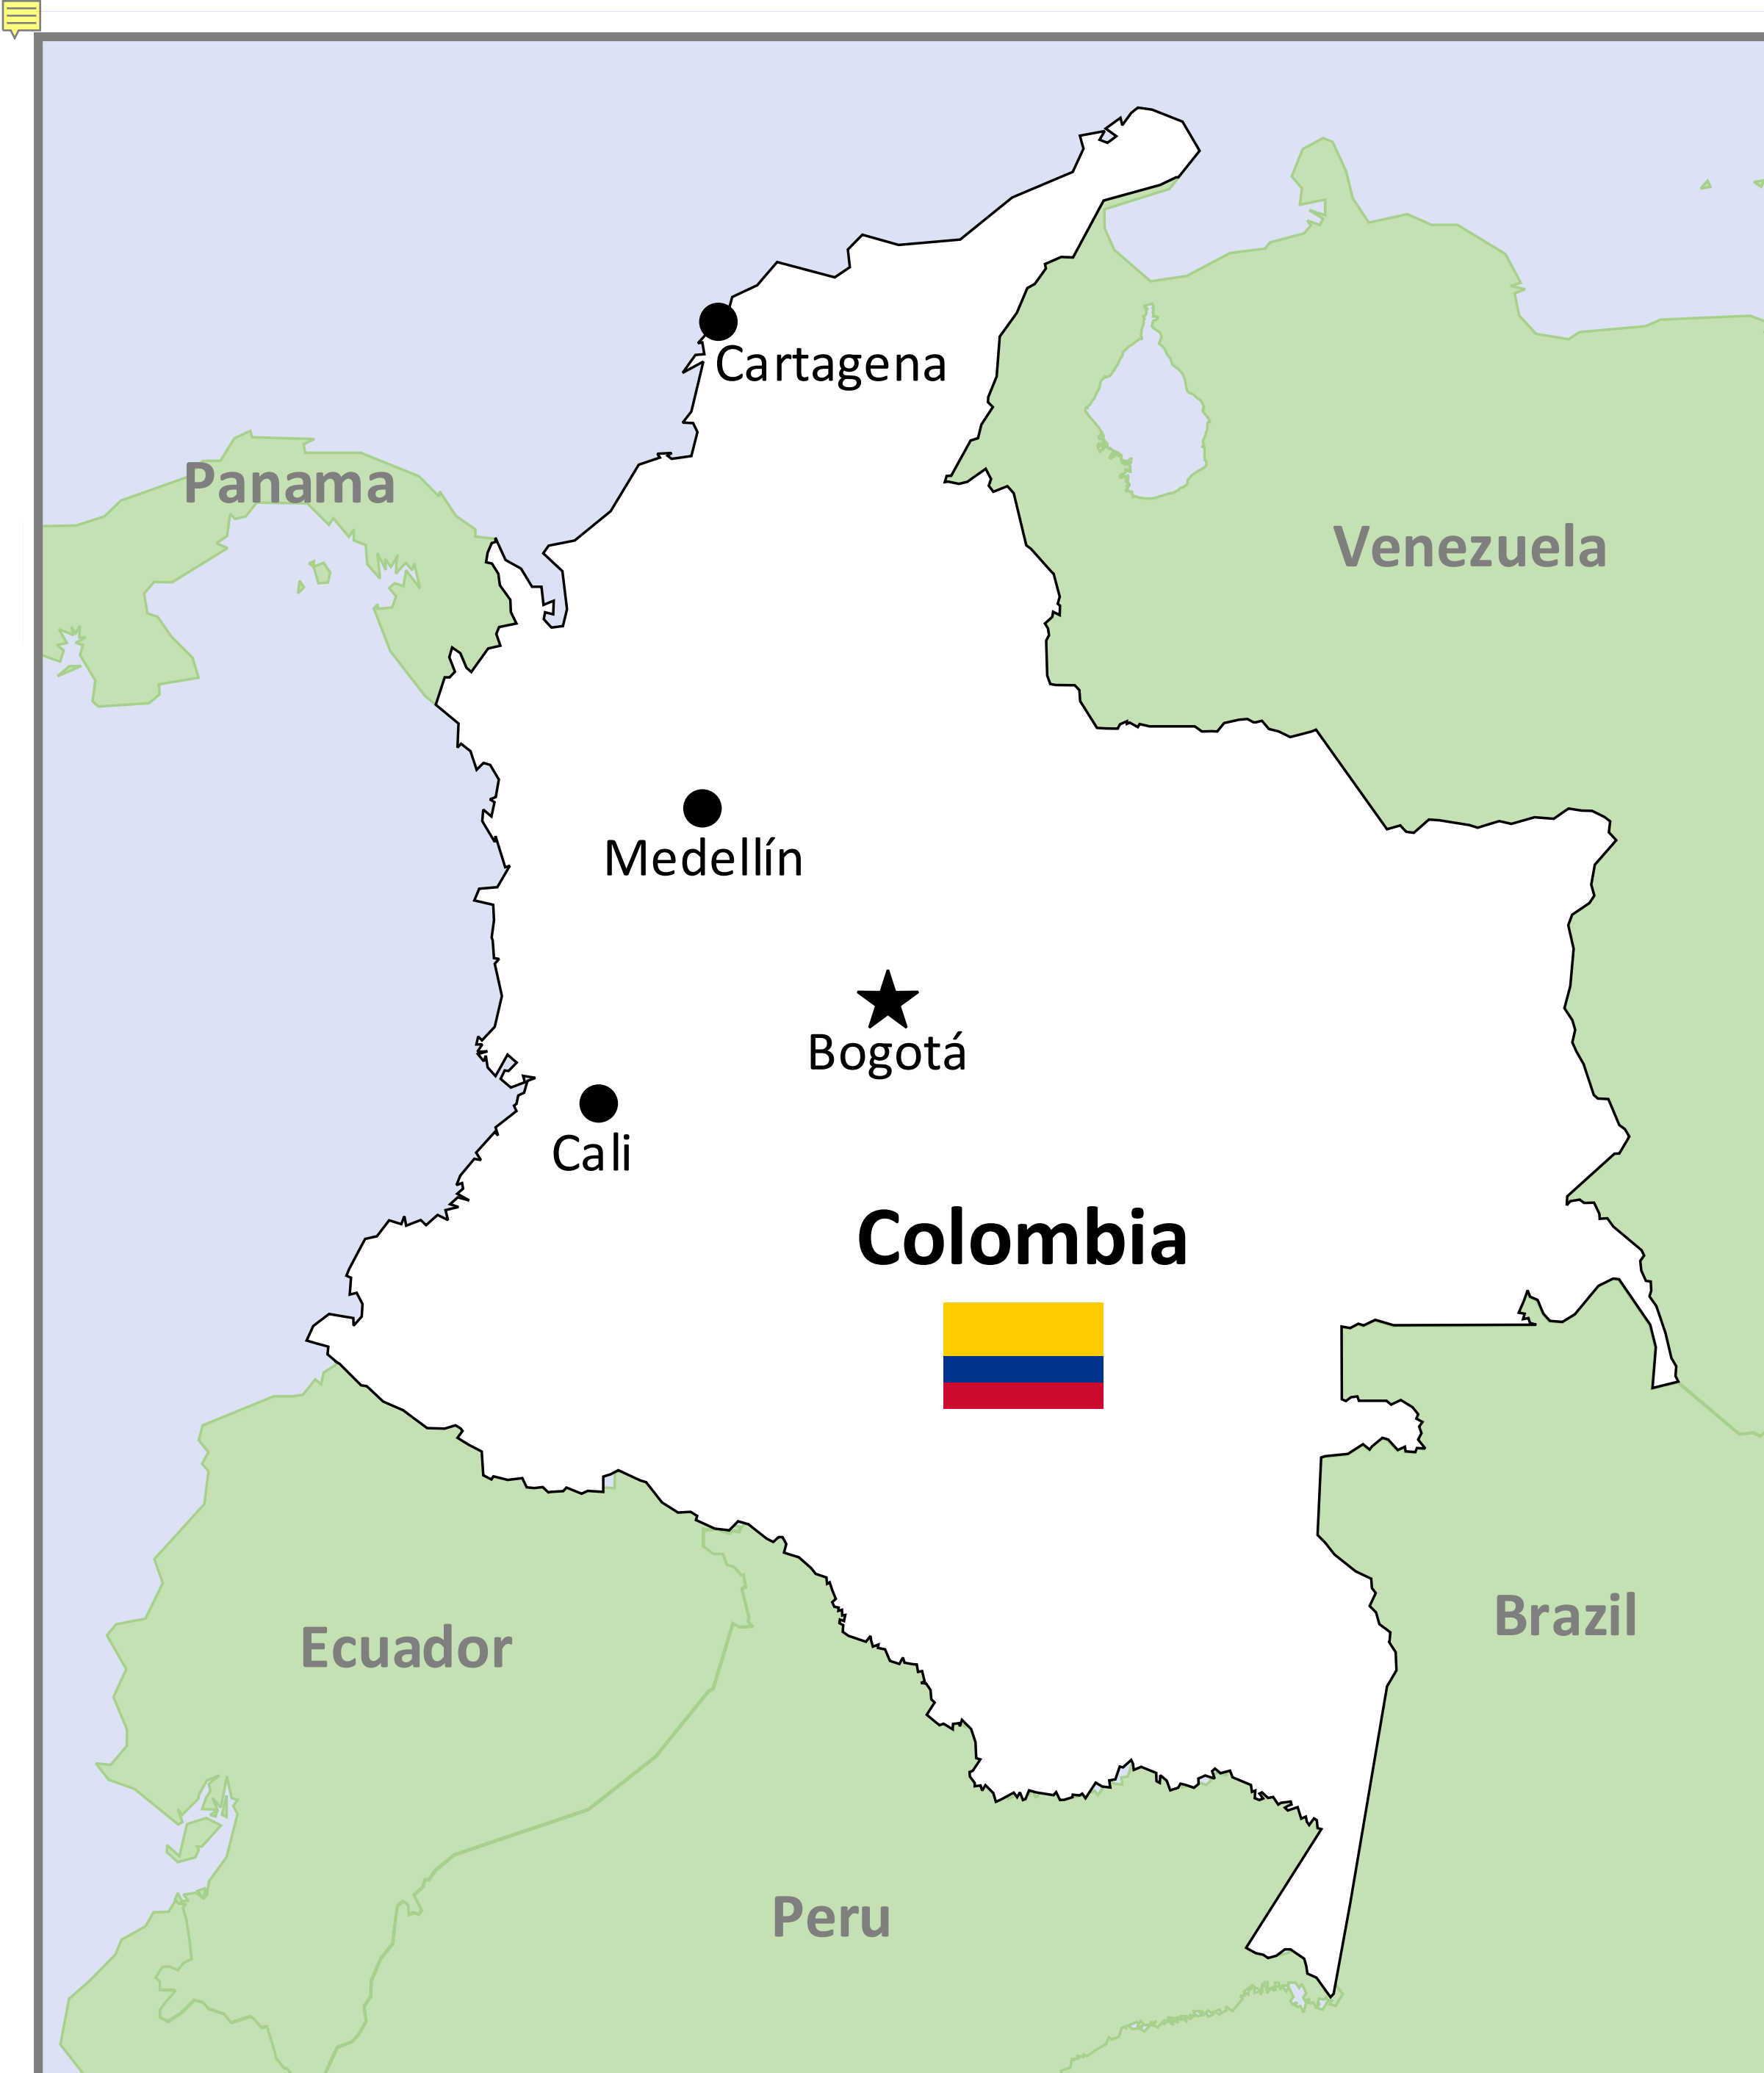 Cartagena
Panama
Venezuela
Medellín
Bogotá
Cali
Colombia
Brazil
Ecuador
Peru